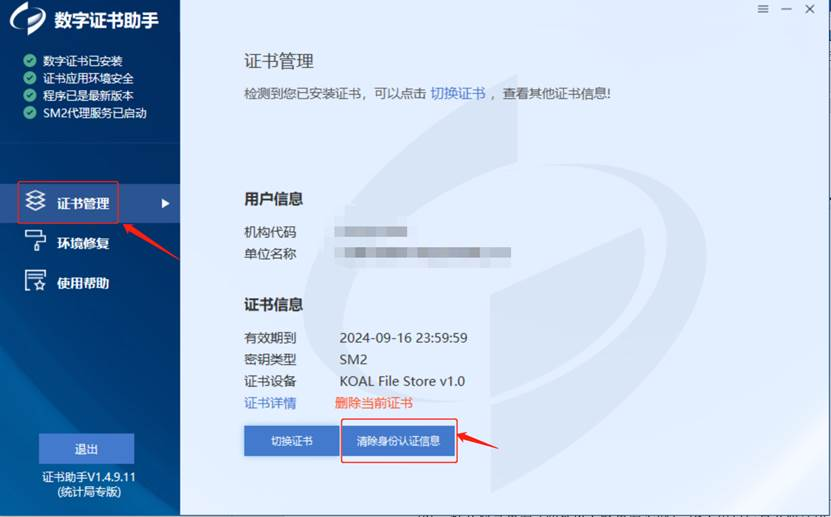 数字证书助手
数字证书已安装
证书应用环境安全
程序已是最新版本
SM2代理服务已启动
证书管理
环境修复
使用帮助
退出
证书助手V1.4.9.11
(统计局专版)
证书管理
检测到您已安装证书，可以点击 切换证书 ，查看其他证书信息!
用户信息
机构代码
单位名称
证书信息
有效期到 2024-09-16 23:59:59
密钥类型 SM2
证书设备 KOAL File Store v1.0
证书详情 删除当前证书
切换证书 清除身份认证信息